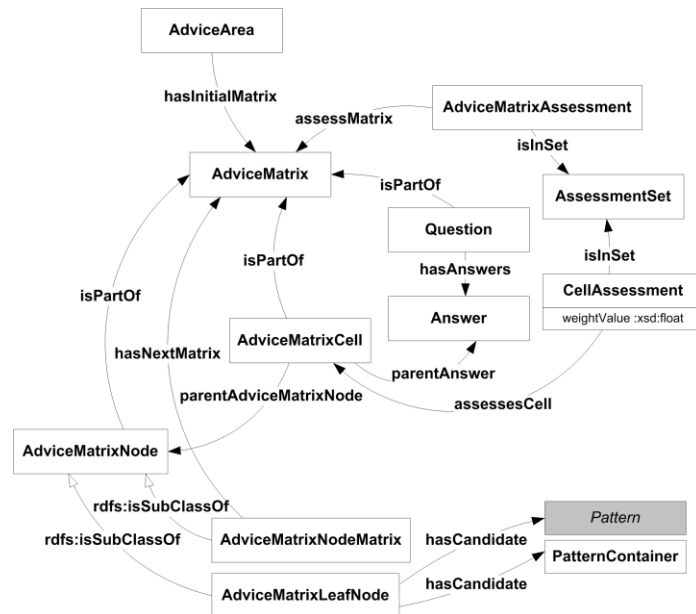 AdviceArea
hasInitialMatrix
AdviceMatrixAssessment
assessMatrix
isInSet
AdviceMatrix
isPartOf
AssessmentSet
Question
isPartOf
isInSet
hasAnswers
isPartOf
CellAssessment
Answer
weightValue :xsd:float
AdviceMatrixCell
hasNextMatrix
parentAnswer
parentAdviceMatrixNode
assessesCell
AdviceMatrixNode
rdfs:isSubClassOf
Pattern
rdfs:isSubClassOf
AdviceMatrixNodeMatrix
hasCandidate
PatternContainer
hasCandidate
AdviceMatrixLeafNode